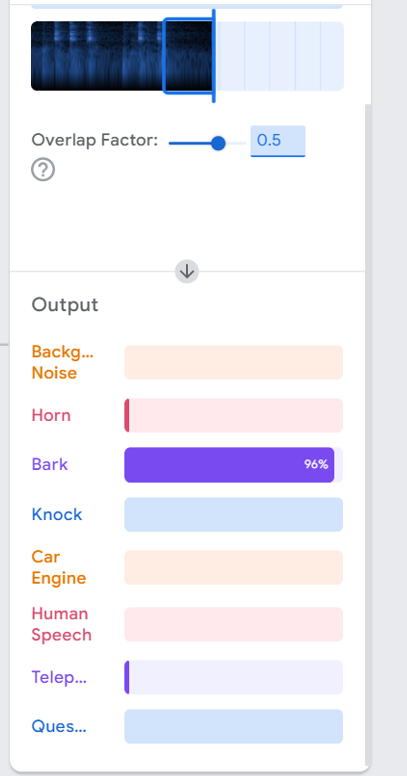 Overlap Factor:
0.5
?
Output
Backg...
Noise
Horn
Bark
96%
Knock
Car
Engine
Human
Speech
Telep...
Ques...